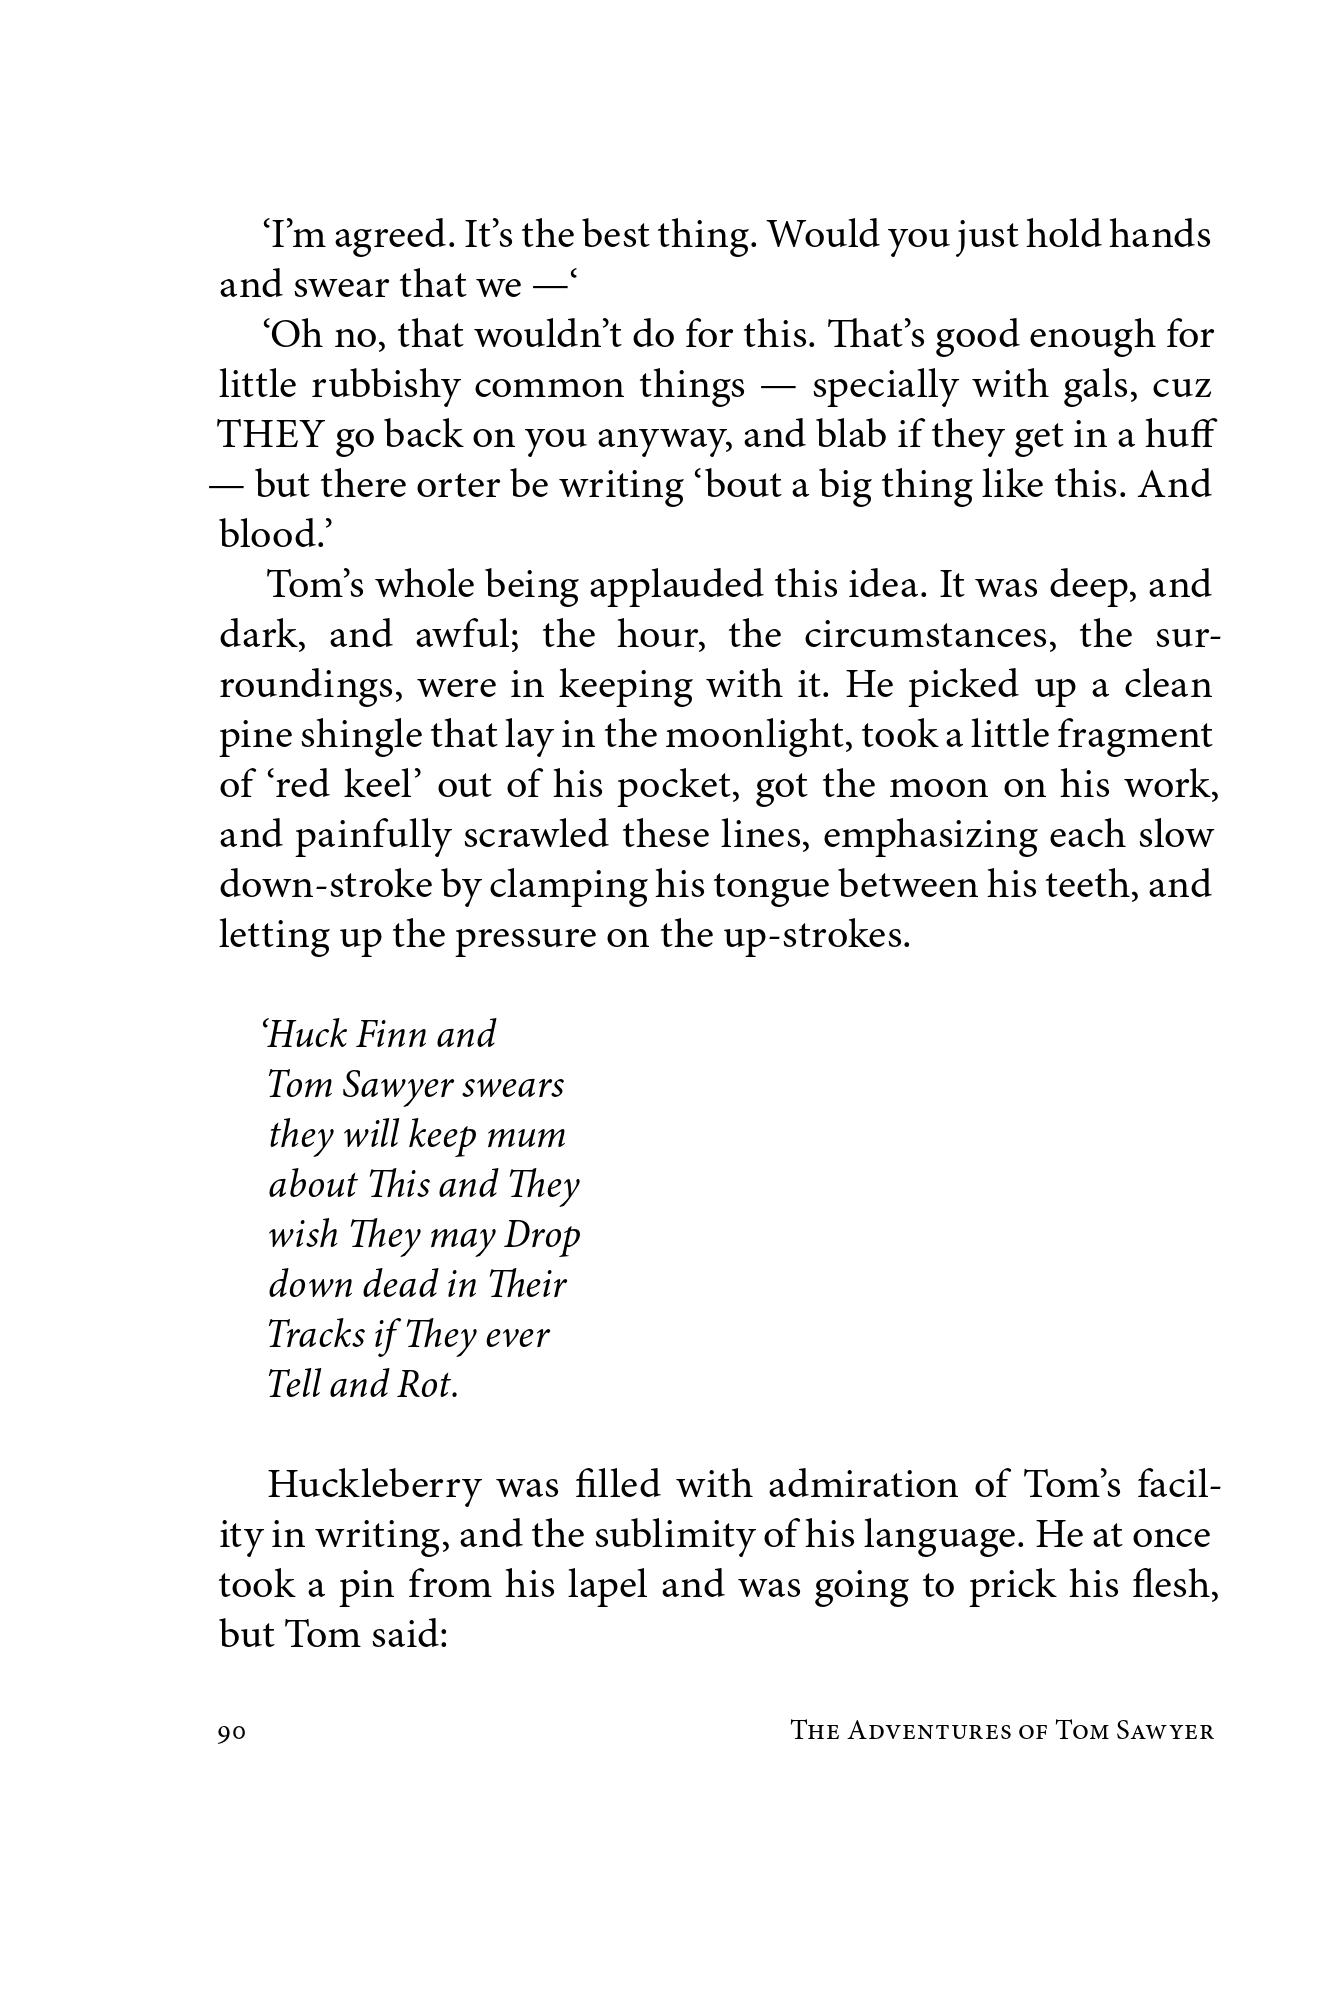 ‘I’m agreed. It’s the best thing. Would you just hold hands
and swear that we —‘
‘Oh no, that wouldn’t do for this. That’s good enough for
little rubbishy common things — specially with gals, cuz
THEY go back on you anyway, and blab if they get in a huff
— but there orter be writing ‘bout a big thing like this. And
blood.’
Tom’s whole being applauded this idea. It was deep, and
dark, and awful; the hour, the circumstances, the sur-
roundings, were in keeping with it. He picked up a clean
pine shingle that lay in the moonlight, took a little fragment
of ‘red keel’ out of his pocket, got the moon on his work,
and painfully scrawled these lines, emphasizing each slow
down-stroke by clamping his tongue between his teeth, and
letting up the pressure on the up-strokes.
‘Huck Finn and
Tom Sawyer swears
they will keep mum
about This and They
wish They may Drop
down dead in Their
Tracks if They ever
Tell and Rot.
Huckleberry was filled with admiration of Tom’s facil-
ity in writing, and the sublimity of his language. He at once
took a pin from his lapel and was going to prick his flesh,
but Tom said:
90 The Adventures of Tom Sawyer